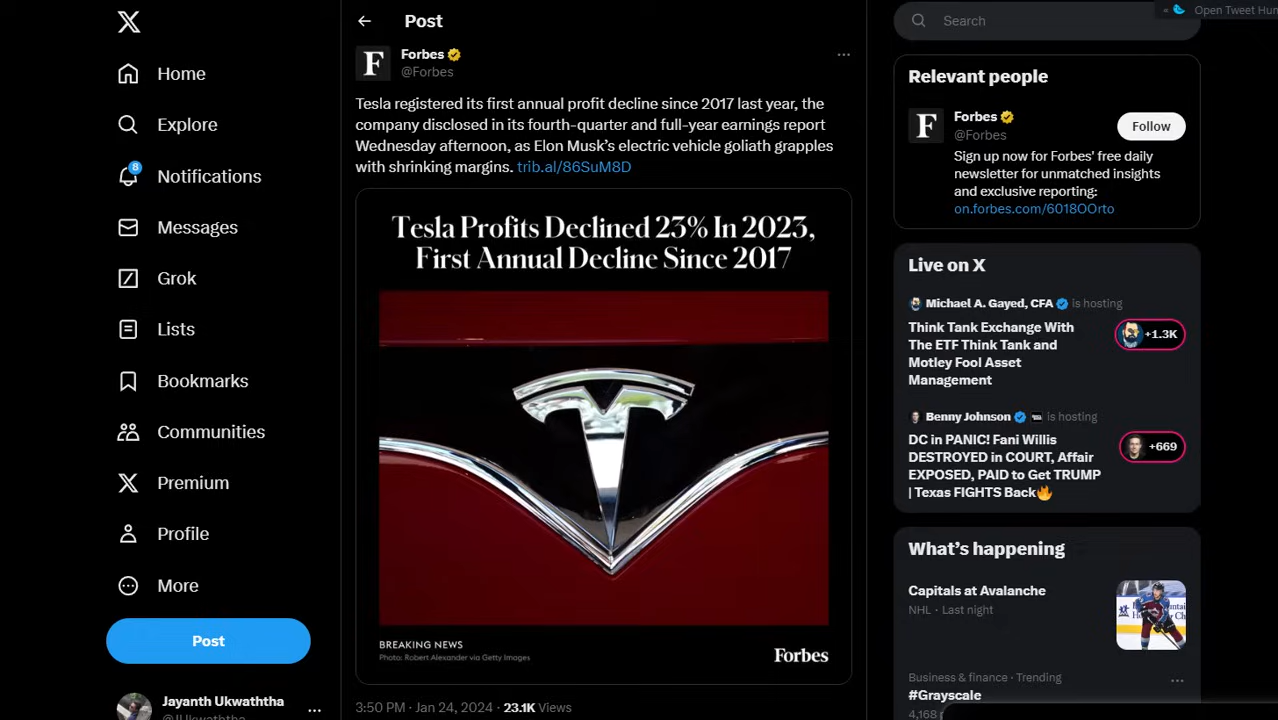 Home
Explore
8
Notifications
Messages
Grok
Lists
Bookmarks
Communities
Premium
Profile
More
Post
Jayanth Ukwaththa
Post
Forbes
@Forbes
Tesla registered its first annual profit decline since 2017 last year, the
company disclosed in its fourth-quarter and full-year earnings report
Wednesday afternoon, as Elon Musk’s electric vehicle goliath grapples
with shrinking margins. trib.al/86SuM8D
Tesla Profits Declined 23% In 2023,
First Annual Decline Since 2017
BREAKING NEWS
Photo: Robert Alexander via Getty Images
Forbes
3:50 PM · Jan 24, 2024 · 23.1K Views
Open Tweet
Search
Relevant people
Forbes
@Forbes
Follow
Sign up now for Forbes' free daily
newsletter for unmatched insights
and exclusive reporting:
on.forbes.com/6018OOrto
Live on X
Michael A. Gayed, CFA is hosting
Think Tank Exchange With
The ETF Think Tank and
Motley Fool Asset
Management
+1.3K
Benny Johnson is hosting
DC in PANIC! Fani Willis
DESTROYED in COURT, Affair
EXPOSED, PAID to Get TRUMP
| Texas FIGHTS Back🔥
+669
What’s happening
Capitals at Avalanche
NHL · Last night
Business & finance · Trending
#Grayscale
4,168